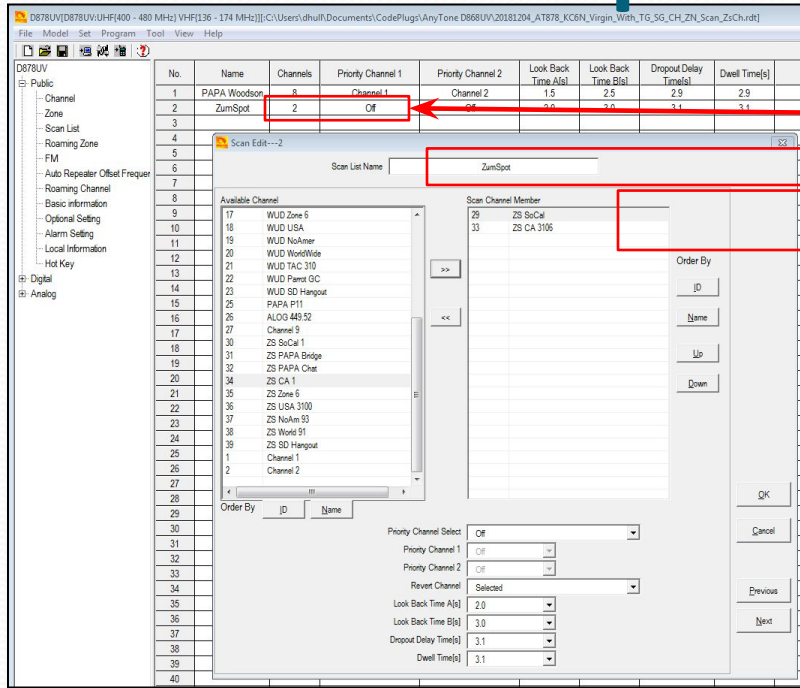 D878UV[D878UV:UHF{400 - 480 MHz} VHF{136 - 174 MHz}][:C:\Users\dhull\Documents\CodePlugs\AnyTone D868UV\20181204_AT878_KC6N_Virgin_With_TG_SG_CH_ZN_Scan_ZsCh.rdt]
File Model Set Program Tool View Help
D878UV
Public
Channel
Zone
Scan List
Roaming Zone
FM
Auto Repeater Offset Frequer
Roaming Channel
Basic information
Optional Setting
Alarm Setting
Local Information
Hot Key
Digital
Analog
No. Name Channels Priority Channel 1 Priority Channel 2 Look Back Time A[s] Look Back Time B[s] Dropout Delay Time[s] Dwell Time[s]
1 PAPA Woodson 8 Channel 1 Channel 2 1.5 2.5 2.9 2.9
2 ZumSpot 2 Off Off 2.0 3.0 3.1 3.1
3
4
5
6
7
8
9
10
11
12
13
14
15
16
17
18
19
20
21
22
23
24
25
26
27
28
29
30
31
32
33
34
35
36
37
38
39
40
Scan Edit---2
Scan List Name ZumSpot
Available Channel
17 WUD Zone 6
18 WUD USA
19 WUD NoAmer
20 WUD WorldWide
21 WUD TAC 310
22 WUD Parrot GC
23 WUD SD Hangout
25 PAPA P11
26 ALOG 449.52
27 Channel 9
30 ZS SoCal 1
31 ZS PAPA Bridge
32 ZS PAPA Chat
34 ZS CA 1
35 ZS Zone 6
36 ZS USA 3100
37 ZS NoAm 93
38 ZS World 91
39 ZS SD Hangout
1 Channel 1
2 Channel 2
Order By ID Name
>>
<<
Scan Channel Member
29 ZS SoCal
33 ZS CA 3106
Order By
ID
Name
Up
Down
OK
Cancel
Previous
Next
Priority Channel Select Off
Priority Channel 1 Off
Priority Channel 2 Off
Revert Channel Selected
Look Back Time A[s] 2.0
Look Back Time B[s] 3.0
Dropout Delay Time[s] 3.1
Dwell Time[s] 3.1